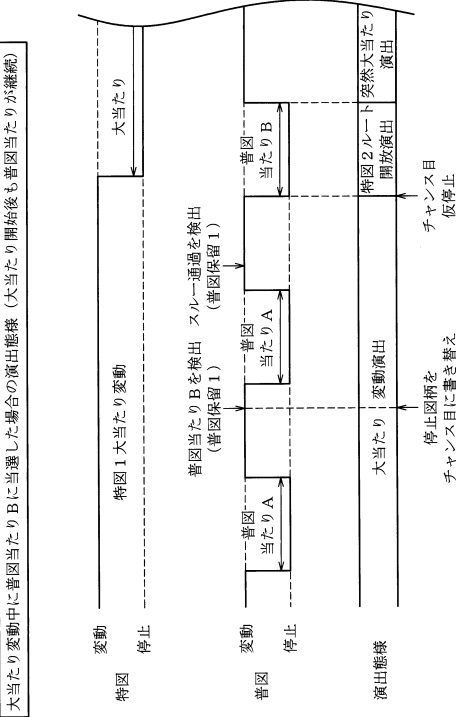 大当たり変動中に普図当たりBに当選した場合の演出態様（大当たり開始後も普図当たりが継続）
特図
変動
停止
特図1大当たり変動
大当たり
普図当たりBを検出
（普図保留1）
スルー通過を検出
（普図保留1）
普図
変動
停止
普図
当たりA
普図
当たりA
普図
当たりB
演出態様
大当たり　変動演出
特図2ルート
開放演出
突然大当たり
演出
停止図柄を
チャンス目に書き替え
チャンス目
仮停止